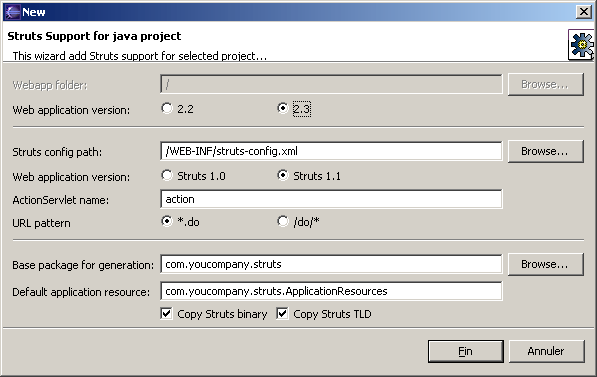 New
Struts Support for java project
This wizard add Struts support for selected project...
Webapp folder: / Browse...
Web application version: 2.2 2.3
Struts config path: /WEB-INF/struts-config.xml Browse...
Web application version: Struts 1.0 Struts 1.1
ActionServlet name: action
URL pattern *.do /do/*
Base package for generation: com.youcompany.struts Browse...
Default application resource: com.youcompany.struts.ApplicationResources
Copy Struts binary Copy Struts TLD
Fin Annuler